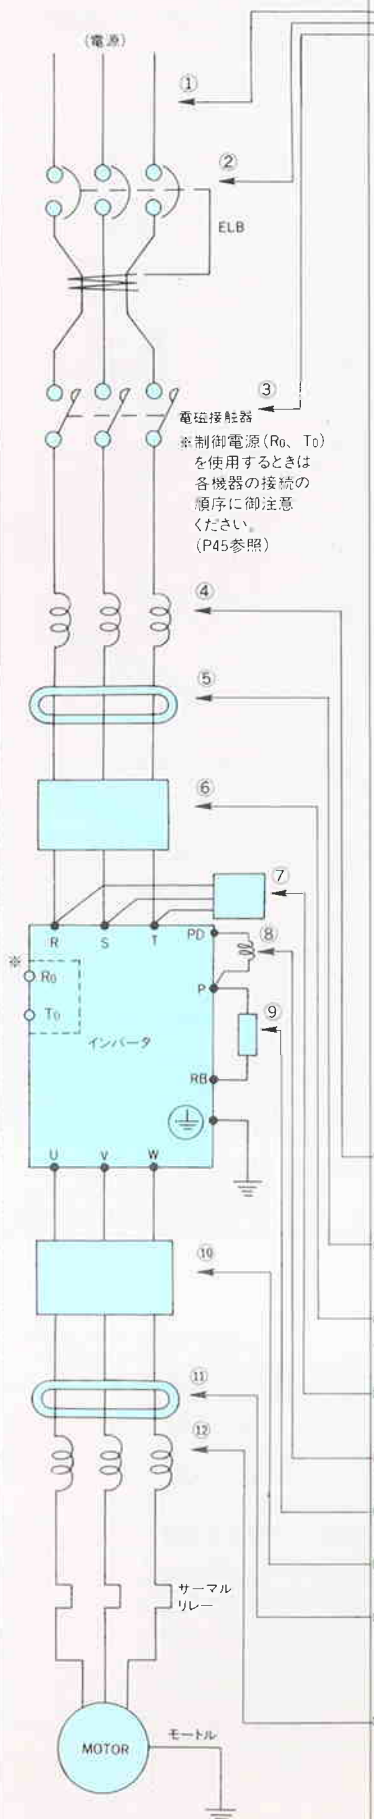 (電源)
①
②
ELB
③
電磁接触器
※制御電源(R₀、T₀)
を使用するときは
各機器の接続の
順序に御注意
ください。
(P45参照)
④
⑤
⑥
⑦
R S T PD
⑧
※
R₀
P
⑨
T₀
インバータ
RB
U V W
⑩
⑪
⑫
サーマル
リレー
モートル
MOTOR